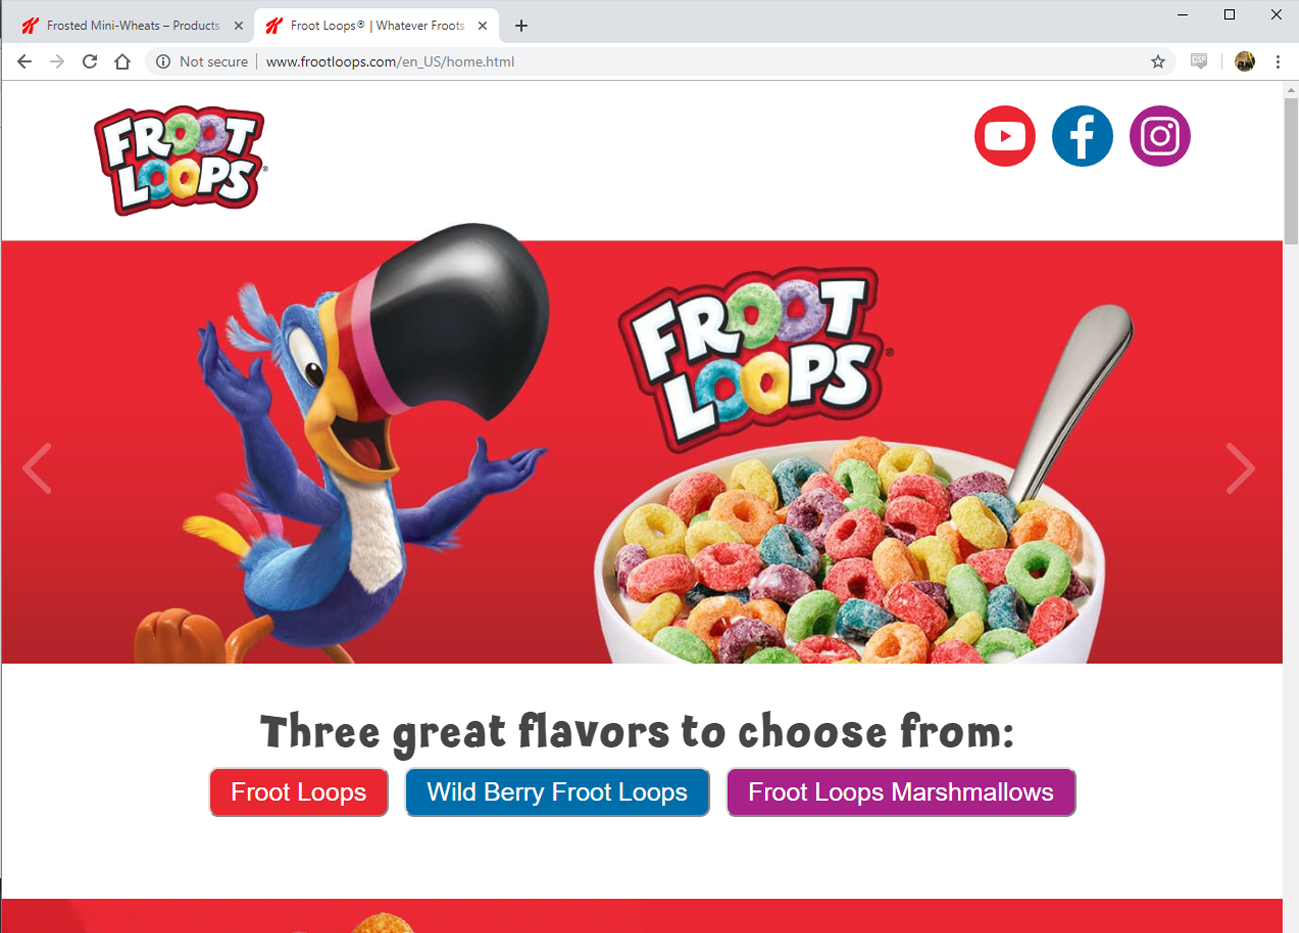 Frosted Mini-Wheats – Products
Froot Loops® | Whatever Froots
Not secure
www.frootloops.com/en_US/home.html
CSS
FROOT
LOOPS®
FROOT
LOOPS®
Three great flavors to choose from:
Froot Loops
Wild Berry Froot Loops
Froot Loops Marshmallows